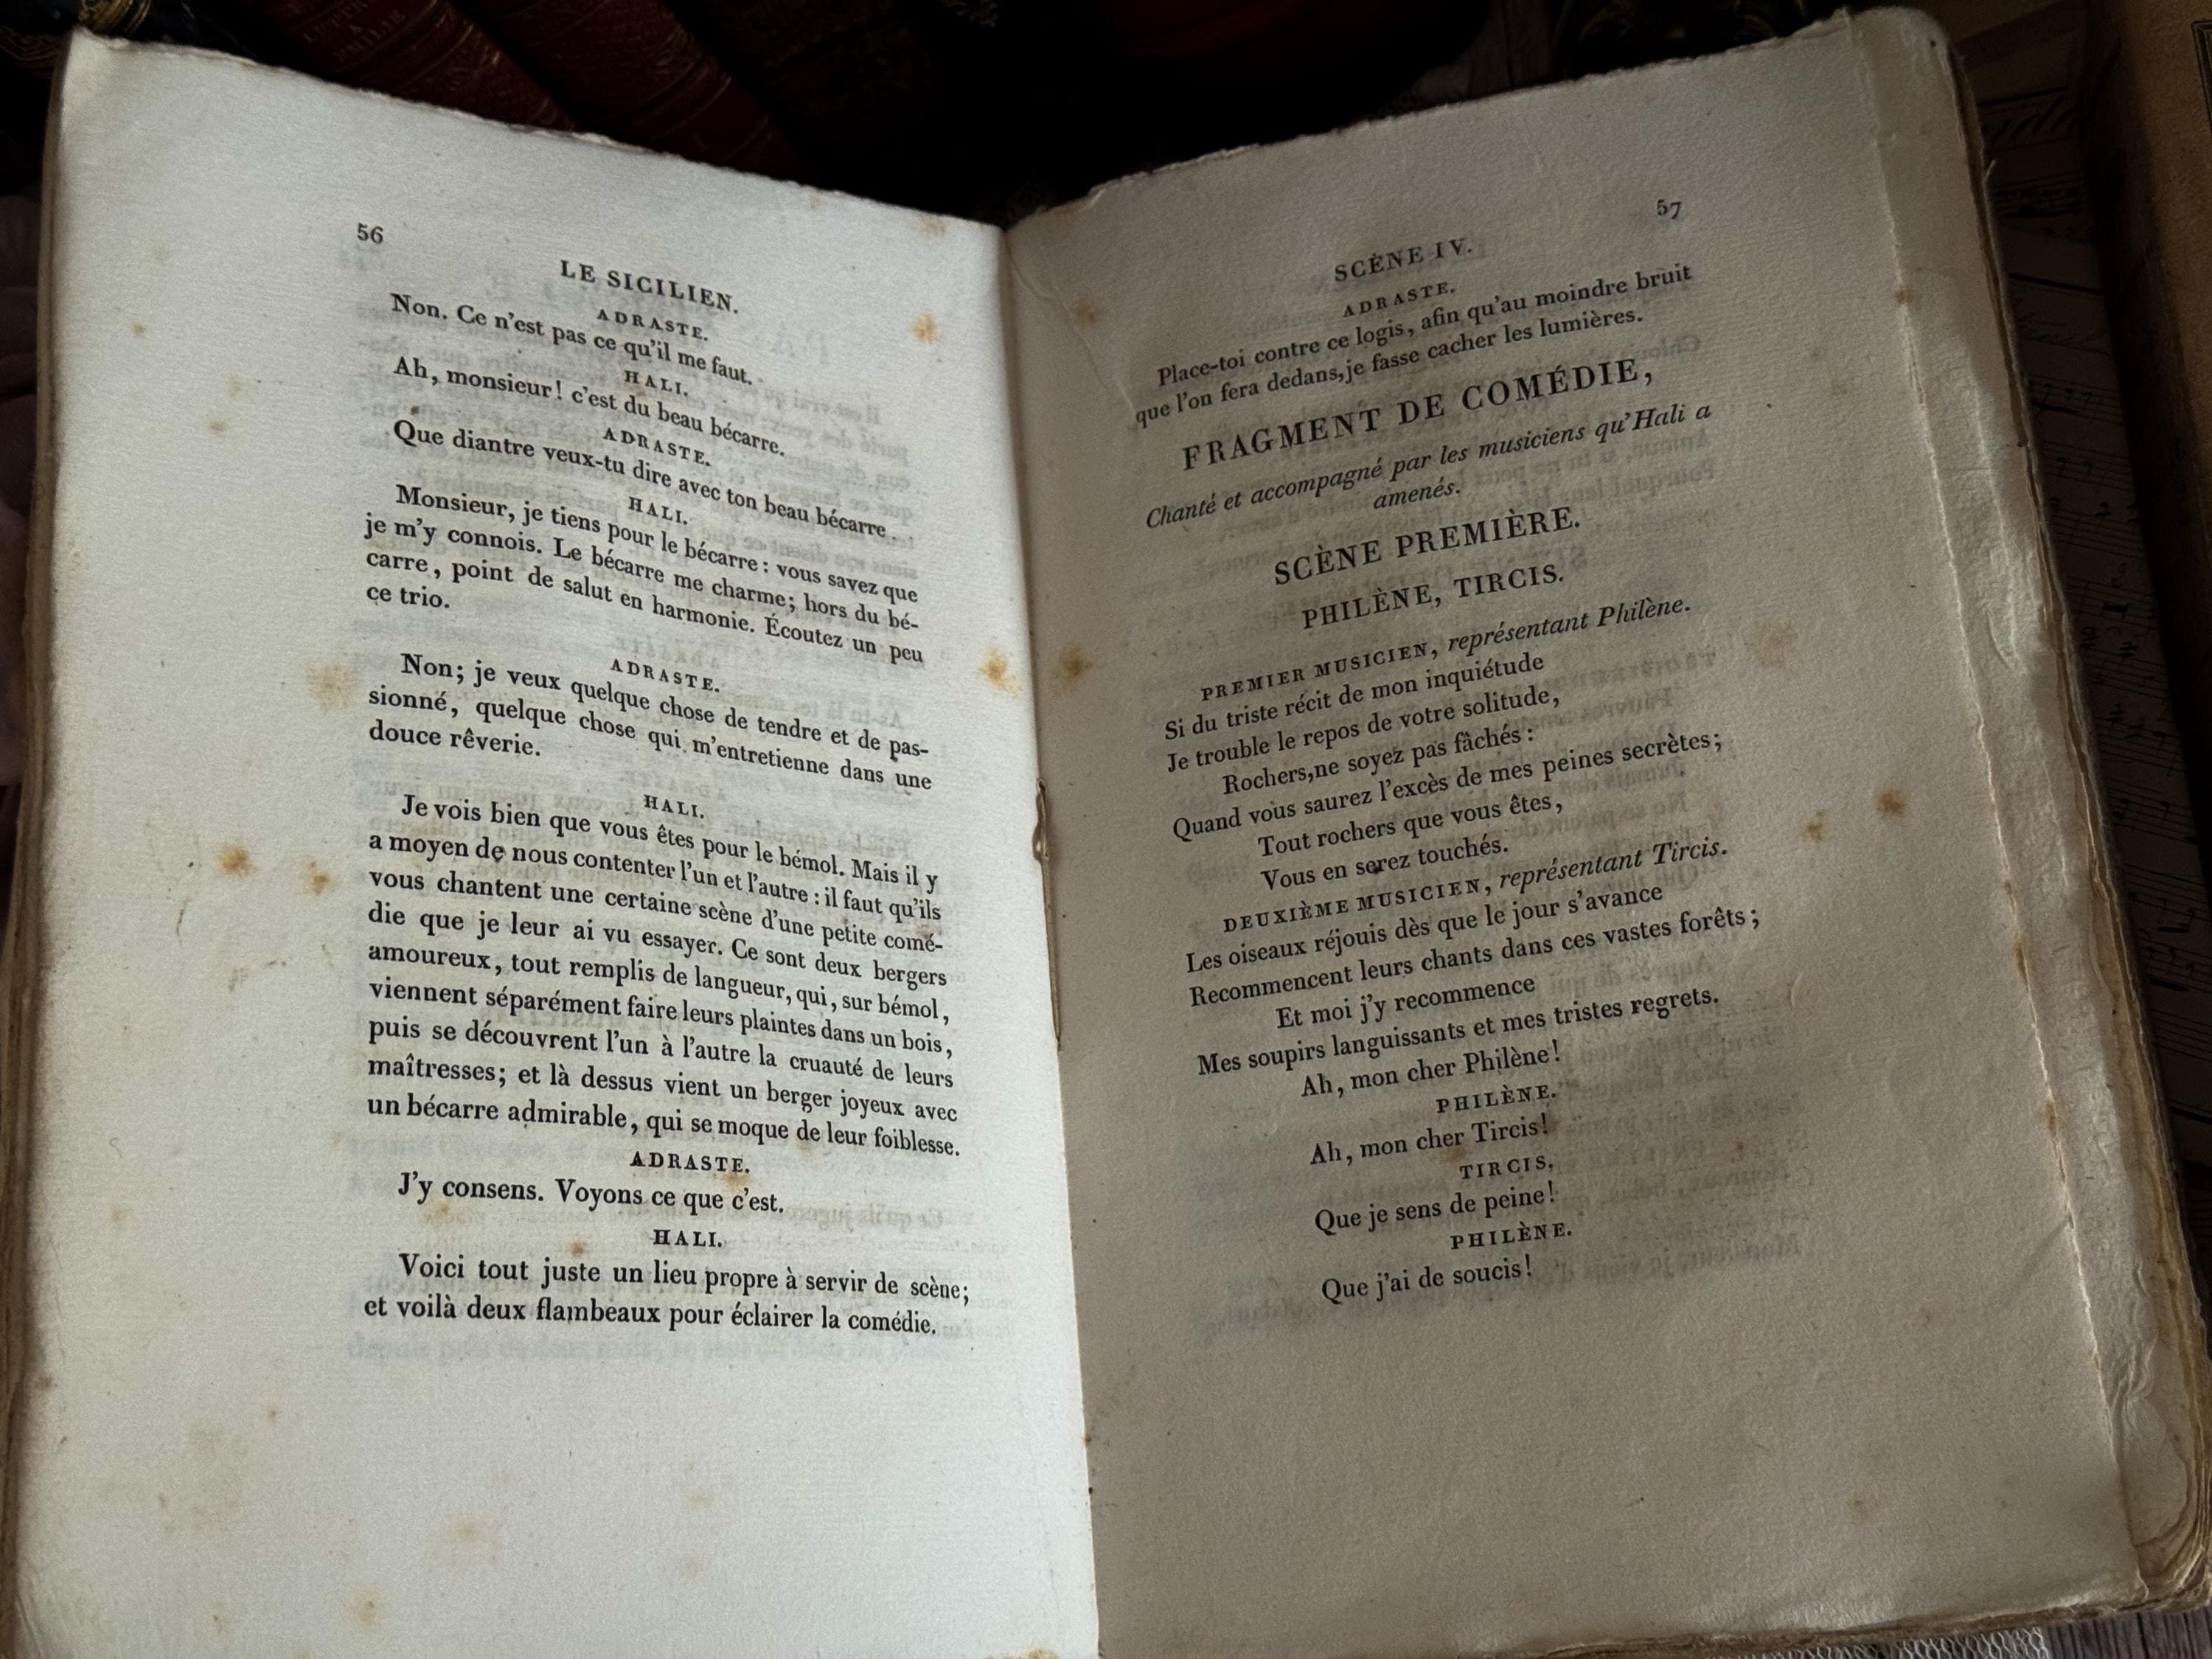 LETTRES
A
EMILIE
56
LE SICILIEN.
ADRASTE.
Non. Ce n'est pas ce qu'il me faut.
HALI.
Ah, monsieur! c'est du beau bécarre.
ADRASTE.
Que diantre veux-tu dire avec ton beau bécarre.
HALI.
Monsieur, je tiens pour le bécarre : vous savez que
je m'y connois. Le bécarre me charme; hors du bé-
carre, point de salut en harmonie. Écoutez un peu
ce trio.
ADRASTE.
Non; je veux quelque chose de tendre et de pas-
sionné, quelque chose qui m'entretienne dans une
douce rêverie.
HALI.
Je vois bien que vous êtes pour le bémol. Mais il y
a moyen de nous contenter l'un et l'autre : il faut qu'ils
vous chantent une certaine scène d'une petite comé-
die que je leur ai vu essayer. Ce sont deux bergers
amoureux, tout remplis de langueur, qui, sur bémol,
viennent séparément faire leurs plaintes dans un bois,
puis se découvrent l'un à l'autre la cruauté de leurs
maîtresses; et là dessus vient un berger joyeux avec
un bécarre admirable, qui se moque de leur foiblesse.
ADRASTE.
J'y consens. Voyons ce que c'est.
HALI.
Voici tout juste un lieu propre à servir de scène;
et voilà deux flambeaux pour éclairer la comédie.
57
SCÈNE IV.
ADRASTE.
Place-toi contre ce logis, afin qu'au moindre bruit
que l'on fera dedans, je fasse cacher les lumières.
FRAGMENT DE COMÉDIE,
Chanté et accompagné par les musiciens qu'Hali a
amenés.
SCÈNE PREMIÈRE.
PHILÈNE, TIRCIS.
PREMIER MUSICIEN, représentant Philène.
Si du triste récit de mon inquiétude
Je trouble le repos de votre solitude,
Rochers, ne soyez pas fâchés :
Quand vous saurez l'excès de mes peines secrètes;
Tout rochers que vous êtes,
Vous en serez touchés.
DEUXIÈME MUSICIEN, représentant Tircis.
Les oiseaux réjouis dès que le jour s'avance
Recommencent leurs chants dans ces vastes forêts;
Et moi j'y recommence
Mes soupirs languissants et mes tristes regrets.
Ah, mon cher Philène!
PHILÈNE.
Ah, mon cher Tircis!
TIRCIS.
Que je sens de peine!
PHILÈNE.
Que j'ai de soucis!